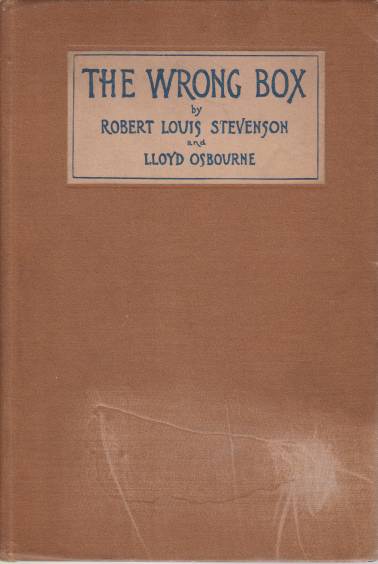 THE WRONG BOX
by
ROBERT LOUIS STEVENSON
and
LLOYD OSBOURNE